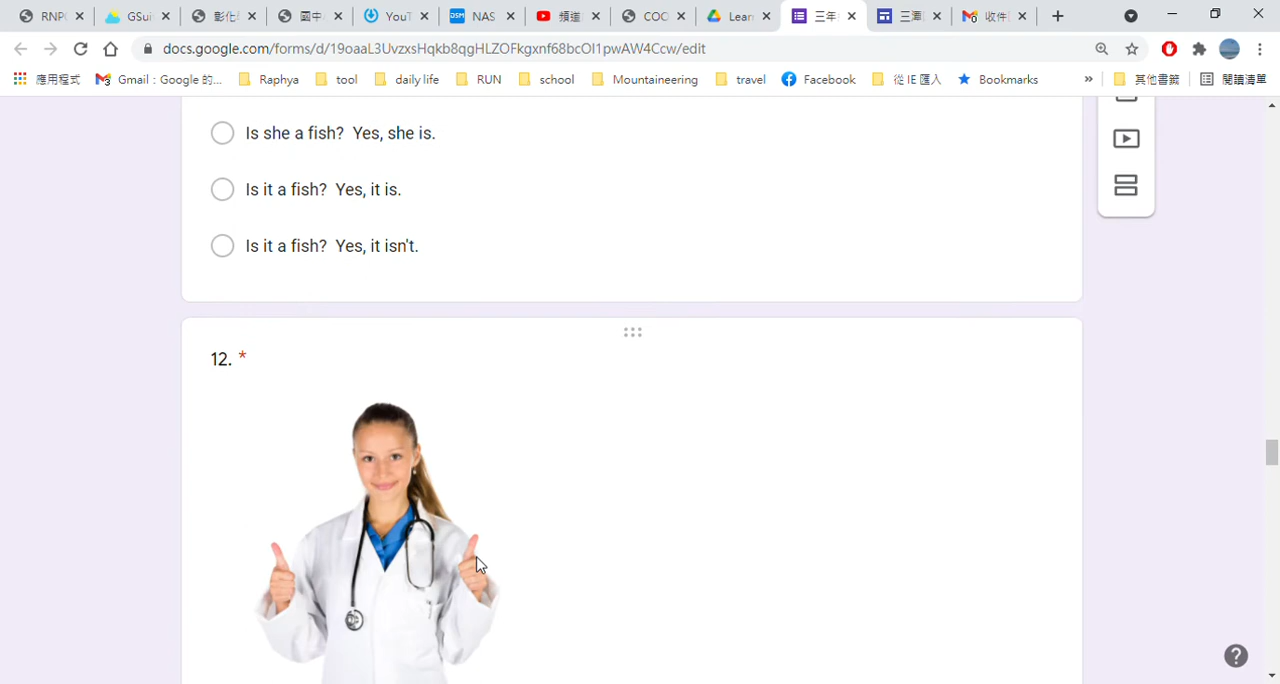 RNPC
GSui
彰化
國中
YouT
DSM NAS
頻道
COC
Lear
三年
三潭
收件
docs.google.com/forms/d/19oaaL3UvzxsHqkb8qgHLZOFkgxnf68bcOI1pwAW4Ccw/edit
應用程式
Gmail：Google 的...
Raphya
tool
daily life
RUN
school
Mountaineering
travel
Facebook
從 IE 匯入
Bookmarks
»
其他書籤
閱讀清單
Is she a fish? Yes, she is.
Is it a fish? Yes, it is.
Is it a fish? Yes, it isn't.
12. *